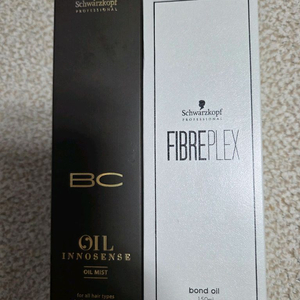 Schwarzkopf
PROFESSIONAL
BC
OIL
INNOSENSE
OIL MIST
for all hair types
Schwarzkopf
PROFESSIONAL
FIBREPLEX
bond oil